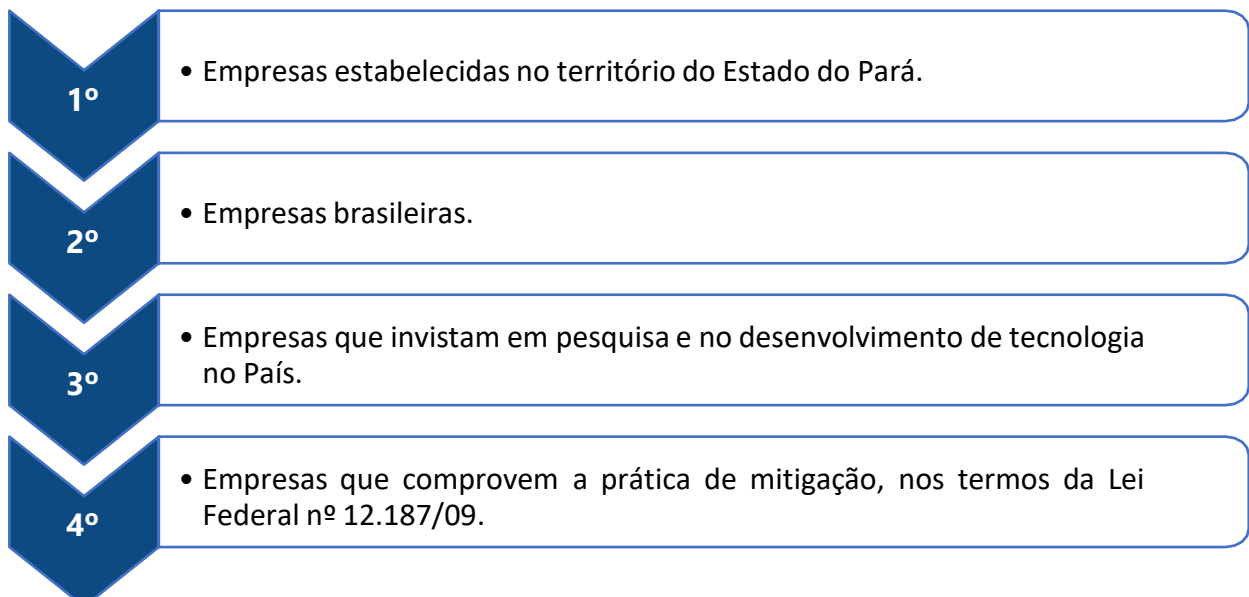 1º
• Empresas estabelecidas no território do Estado do Pará.
2º
• Empresas brasileiras.
3º
• Empresas que invistam em pesquisa e no desenvolvimento de tecnologia
no País.
4º
• Empresas que comprovem a prática de mitigação, nos termos da Lei
Federal nº 12.187/09.